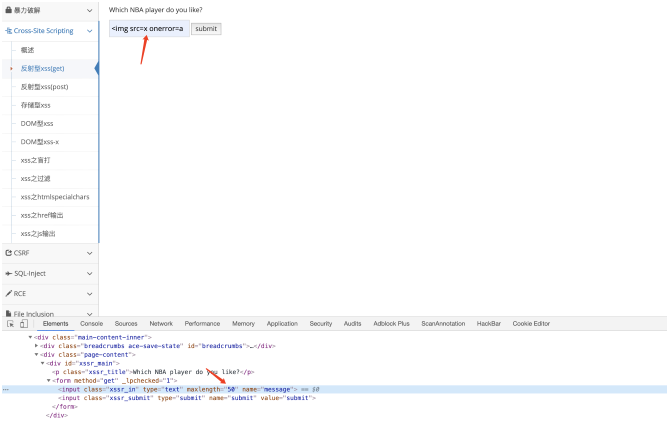 暴力破解
Which NBA player do you like?
<img src=x onerror=a submit
Cross-Site Scripting
概述
反射型xss(get)
反射型xss(post)
存储型xss
DOM型xss
DOM型xss-x
xss之盲打
xss之过滤
xss之htmlspecialchars
xss之href输出
xss之js输出
CSRF
SQL-Inject
RCE
File Inclusion
Elements Console Sources Network Performance Memory Application Security Audits Adblock Plus ScanAnnotation HackBar Cookie Editor
<div class="main-content-inner">
<div class="breadcrumbs ace-save-state" id="breadcrumbs">…</div>
<div class="page-content">
<div id="xssr_main">
<p class="xssr_title">Which NBA player do you like?</p>
<form method="get" _lpchecked="1">
<input class="xssr_in" type="text" maxlength="50" name="message"> == $0
<input class="xssr_submit" type="submit" name="submit" value="submit">
</form>
</div>